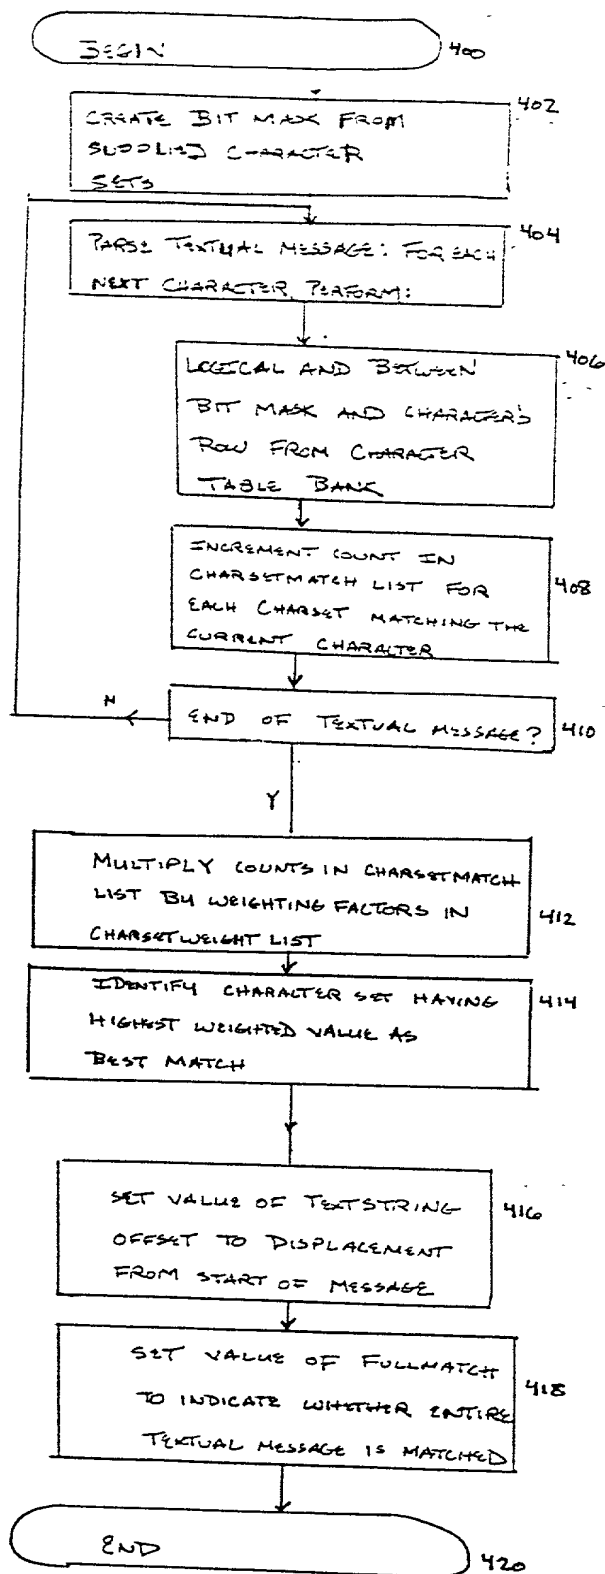 BEGIN
400
402
CREATE BIT MASK FROM
SUPPLIED CHARACTER
SETS
404
PARSE TEXTUAL MESSAGE: FOR EACH
NEXT CHARACTER, PERFORM:
406
LOGICAL AND BETWEEN
BIT MASK AND CHARACTER'S
ROW FROM CHARACTER
TABLE BANK
INCREMENT COUNT IN
CHARSETMATCH LIST FOR
EACH CHARSET MATCHING THE
CURRENT CHARACTER
408
N
END OF TEXTUAL MESSAGE?
410
Y
MULTIPLY COUNTS IN CHARSETMATCH
LIST BY WEIGHTING FACTORS IN
CHARSETWEIGHT LIST
412
IDENTIFY CHARACTER SET HAVING
HIGHEST WEIGHTED VALUE AS
BEST MATCH
414
SET VALUE OF TEXTSTRING
OFFSET TO DISPLACEMENT
FROM START OF MESSAGE
416
SET VALUE OF FULLMATCH
TO INDICATE WHETHER ENTIRE
TEXTUAL MESSAGE IS MATCHED
418
END
420